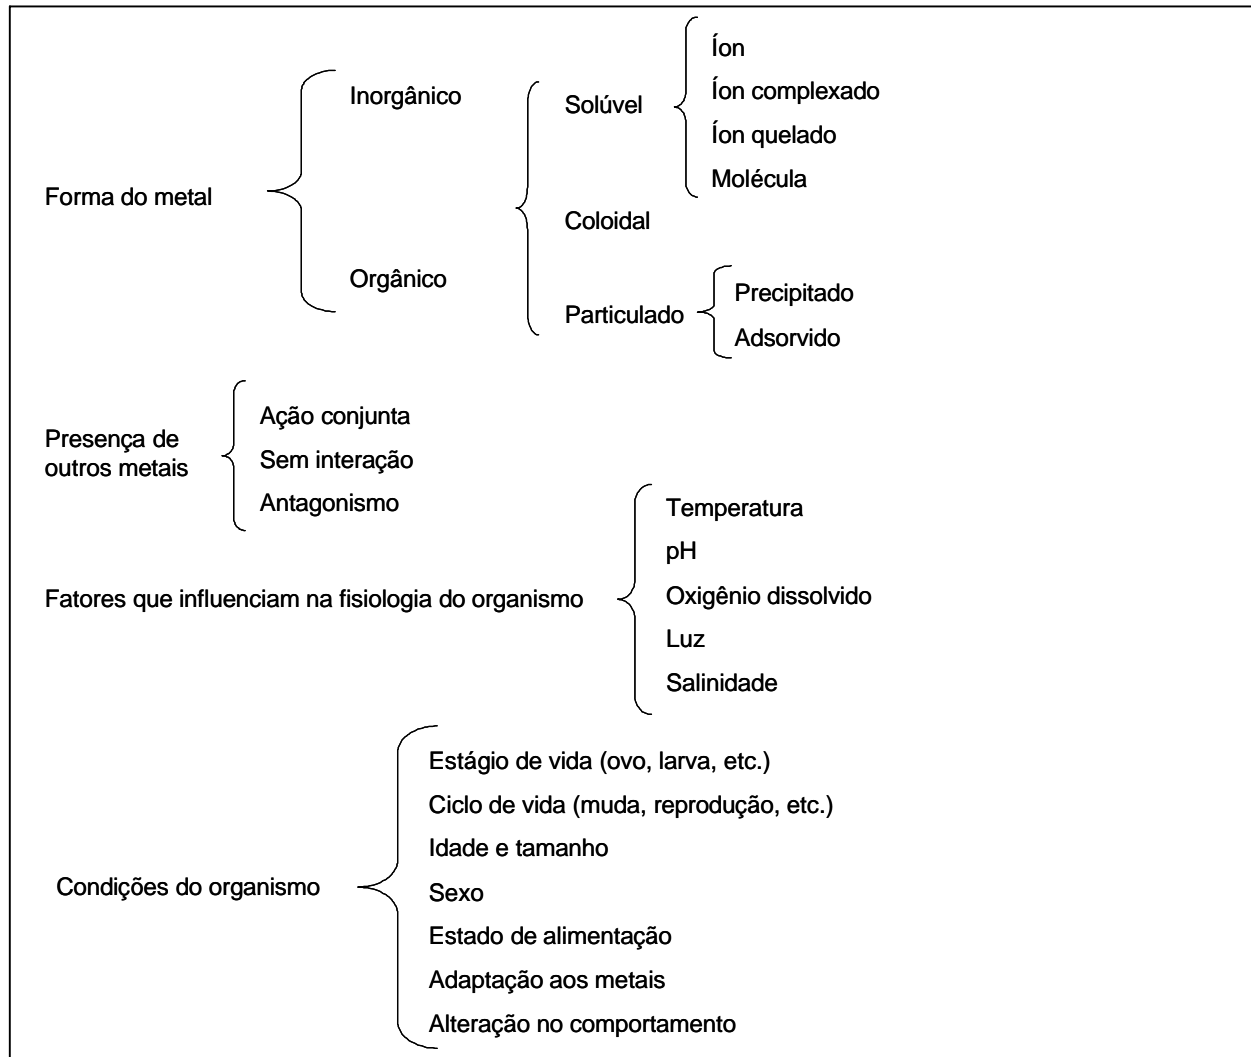 Forma do metal
Inorgânico
Orgânico
Solúvel
Íon
Íon complexado
Íon quelado
Molécula
Coloidal
Particulado
Precipitado
Adsorvido
Presença de
outros metais
Ação conjunta
Sem interação
Antagonismo
Fatores que influenciam na fisiologia do organismo
Temperatura
pH
Oxigênio dissolvido
Luz
Salinidade
Condições do organismo
Estágio de vida (ovo, larva, etc.)
Ciclo de vida (muda, reprodução, etc.)
Idade e tamanho
Sexo
Estado de alimentação
Adaptação aos metais
Alteração no comportamento